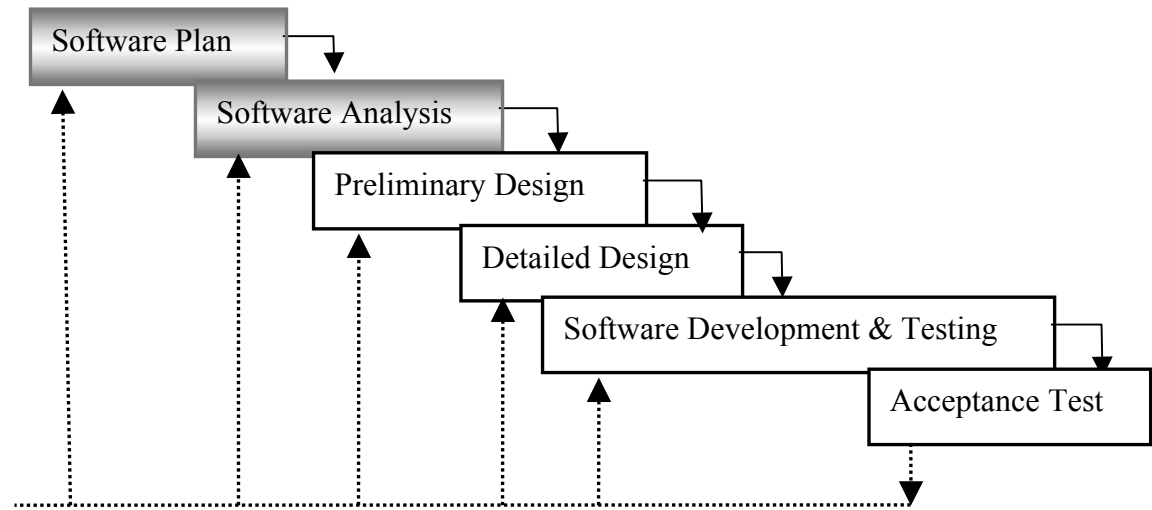 Software Plan
Software Analysis
Preliminary Design
Detailed Design
Software Development & Testing
Acceptance Test